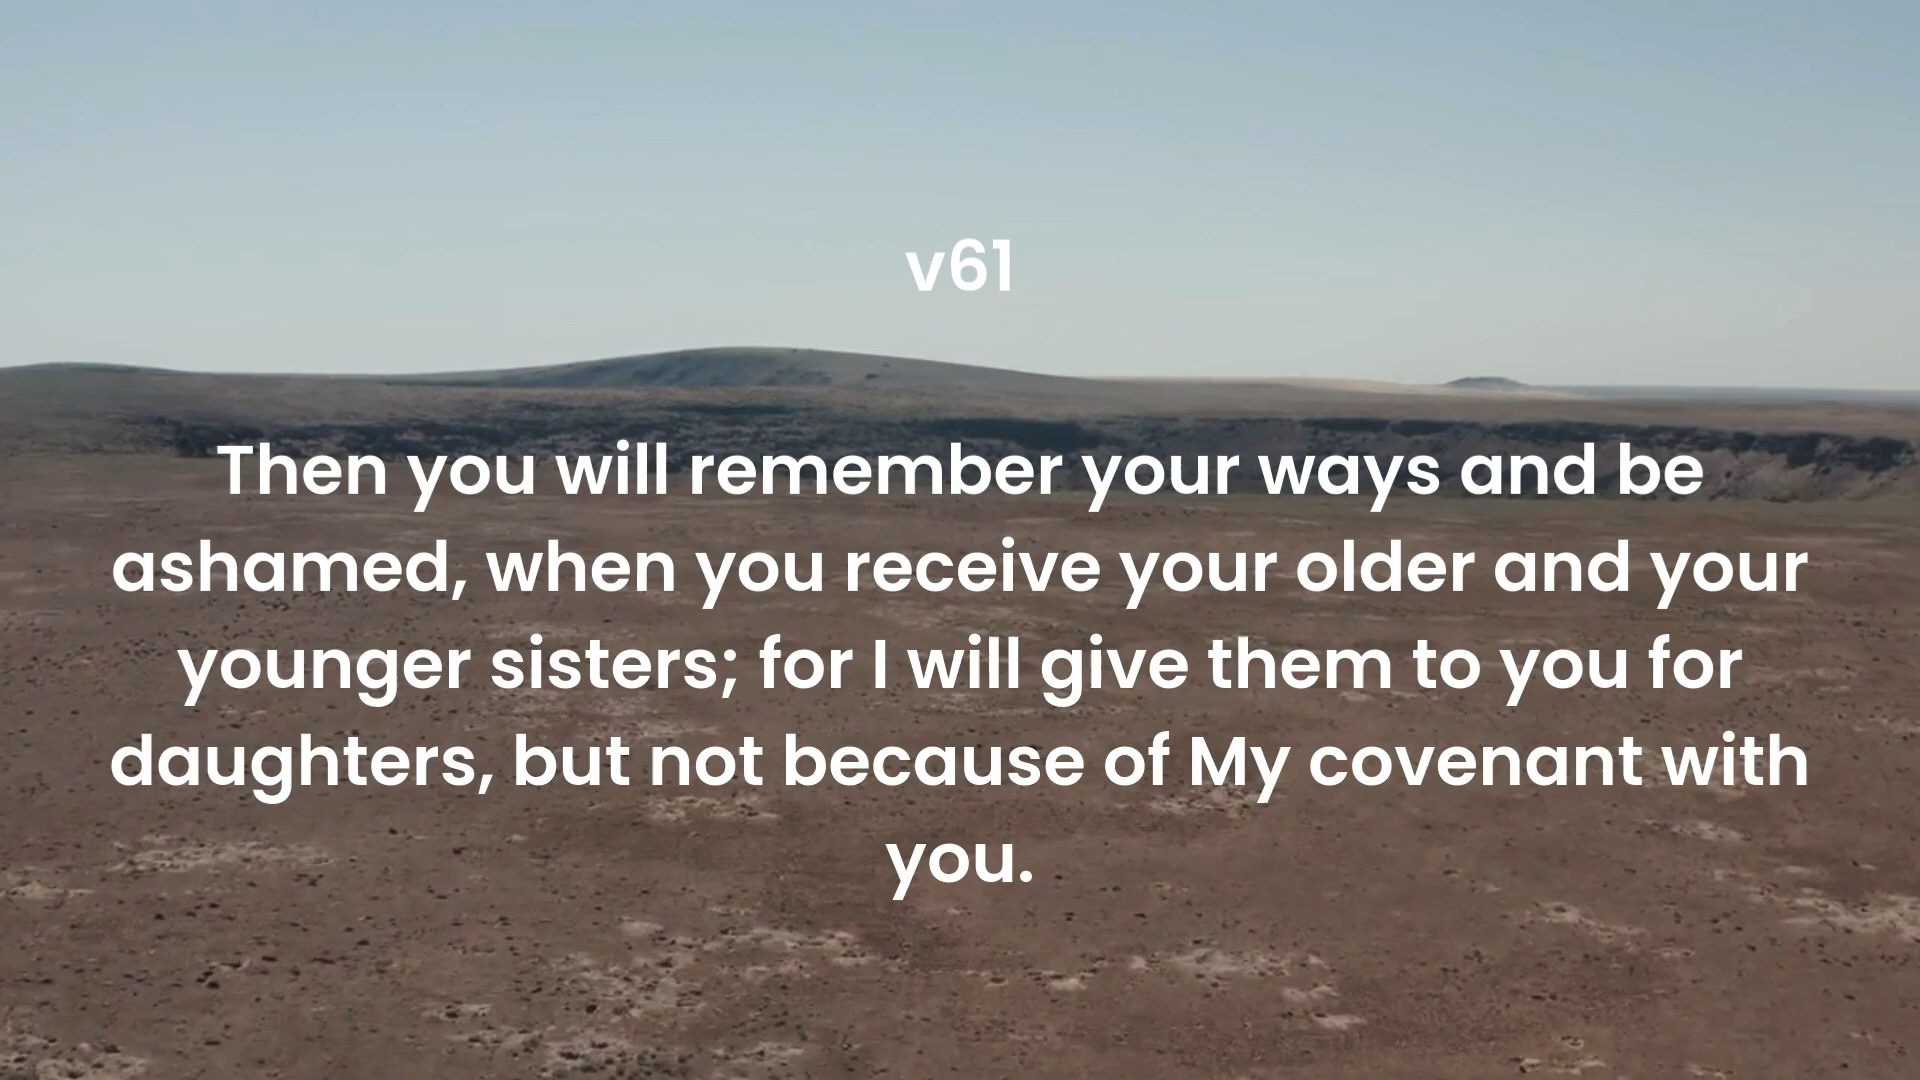 v61
Then you will remember your ways and be
ashamed, when you receive your older and your
younger sisters; for I will give them to you for
daughters, but not because of My covenant with
you.